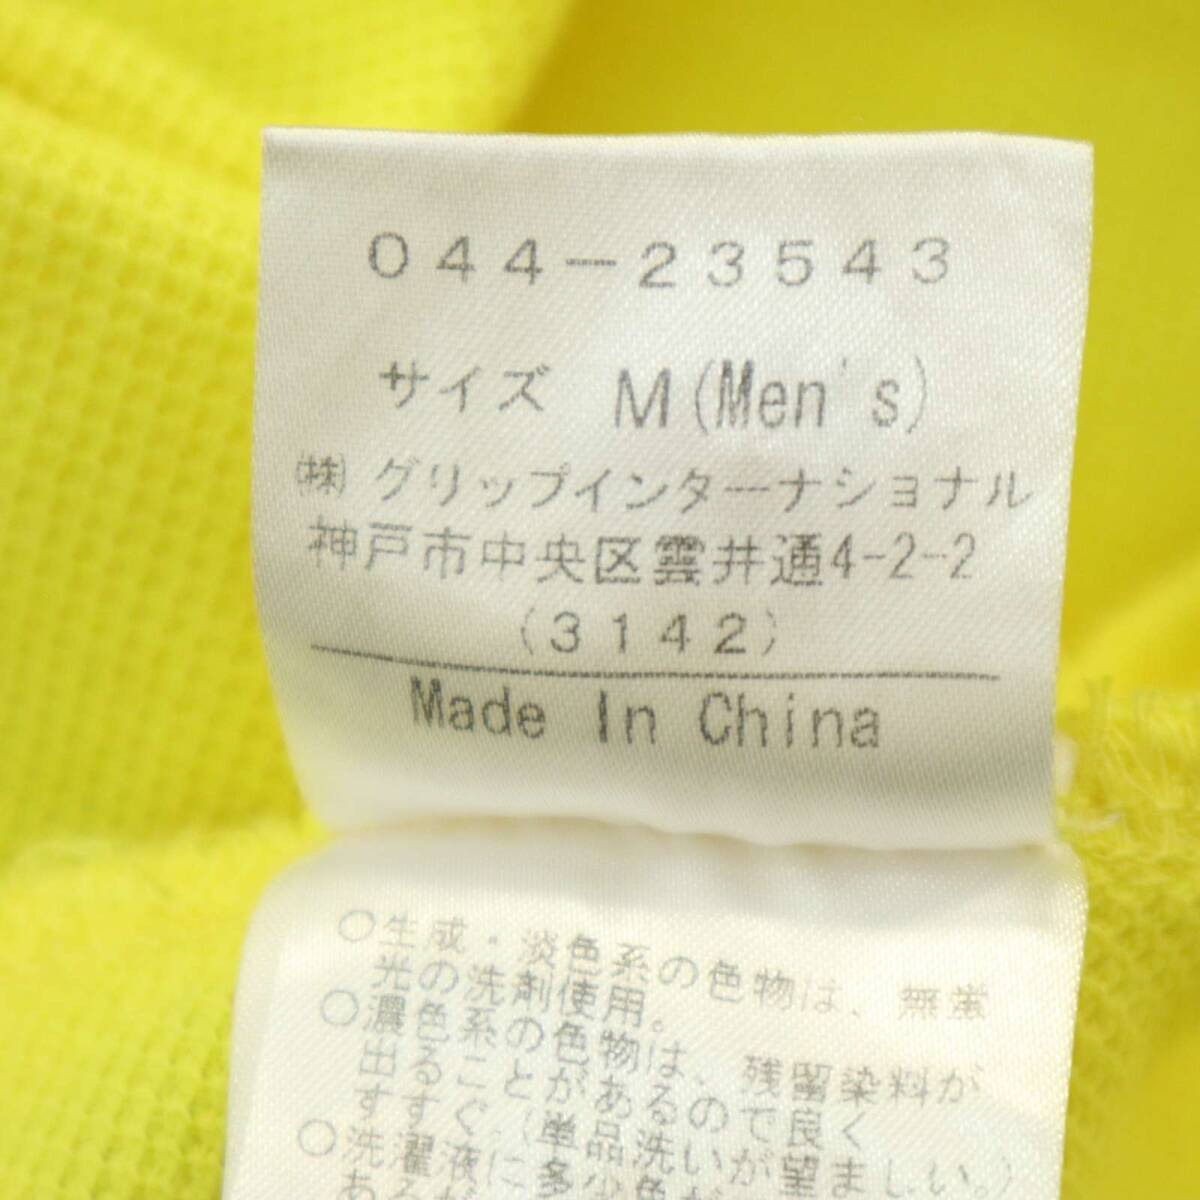 044-23543
サイズ M(Men's)
(株) グリップインターナショナル
神戸市中央区雲井通4-2-2
(3142)
Made In China
○生成・淡色系の色物は、無蛍
光の洗剤使用。
○濃色系の色物は、残留染料が
出ることがあるので良く
すすぐ。(単品洗いが望ましい。)
○洗濯液に多少色が